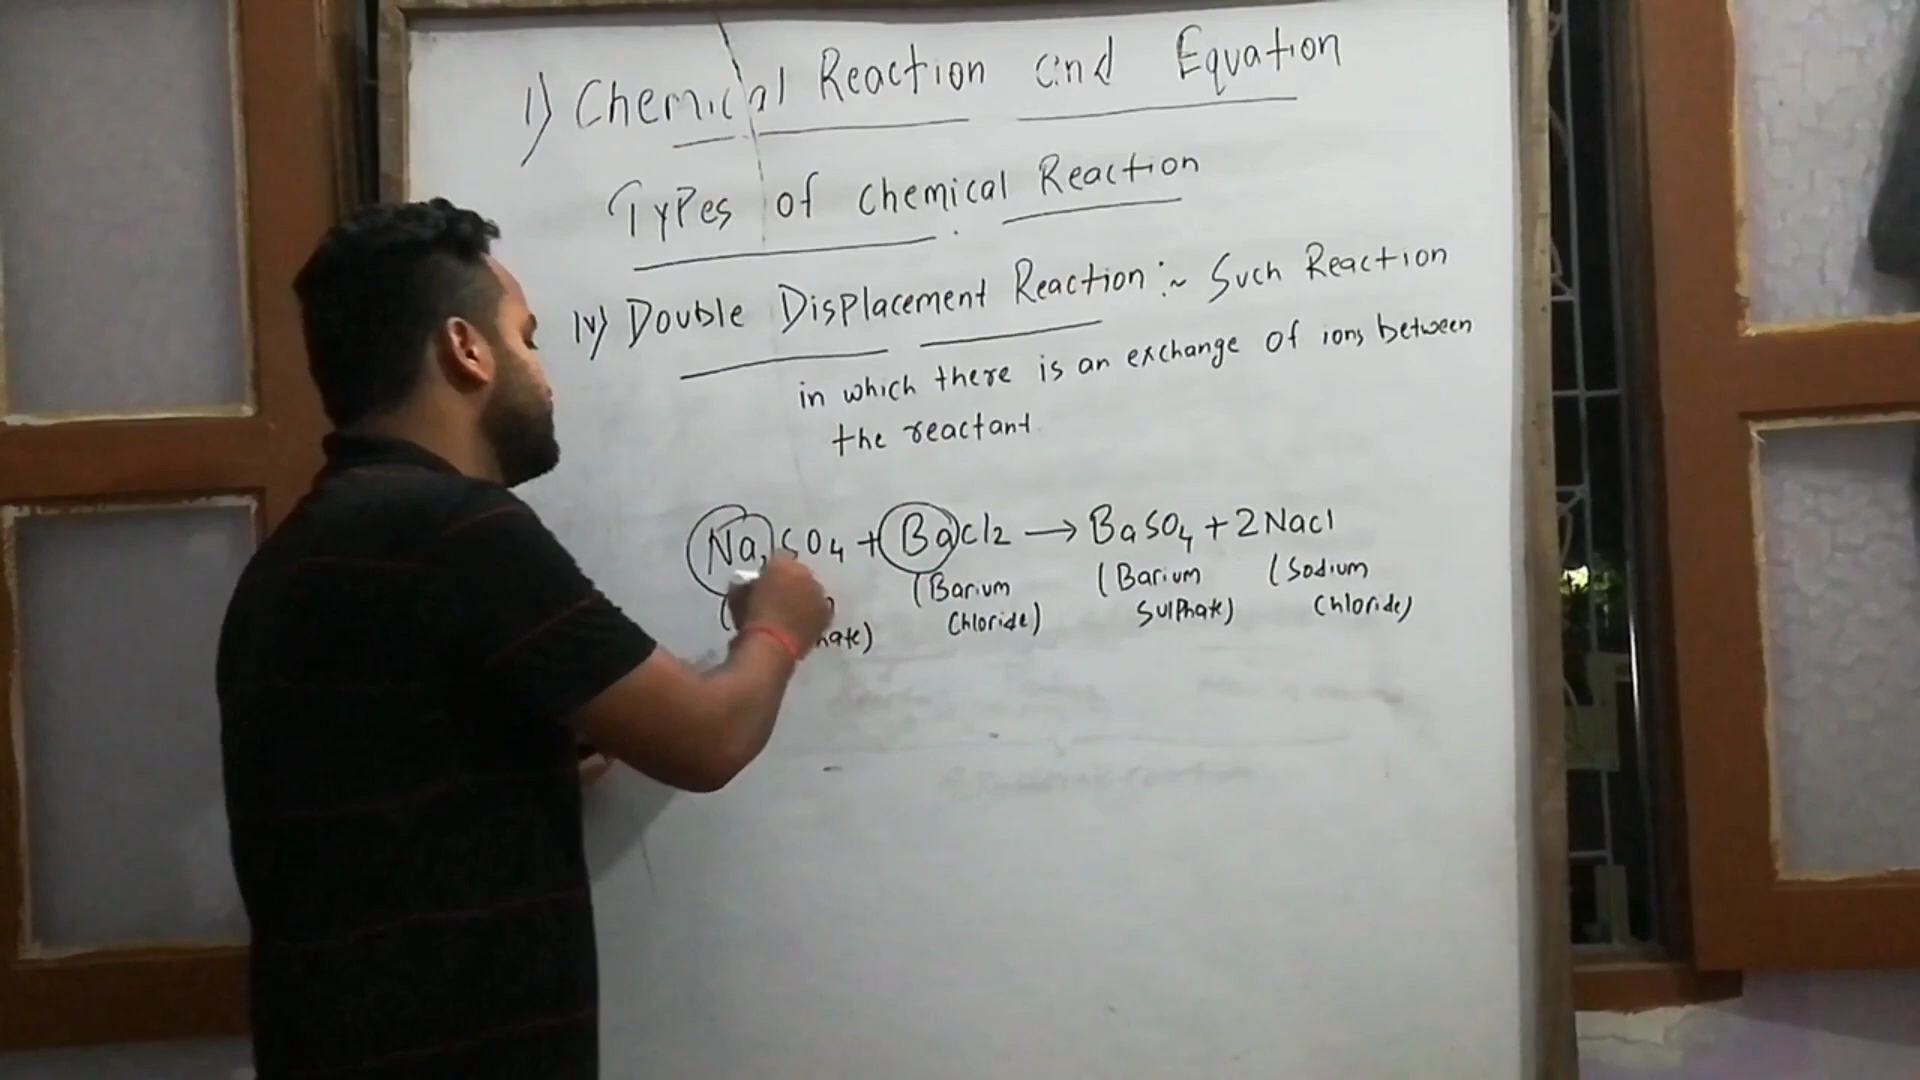 1) Chemical Reaction and Equation
Types of chemical Reaction
IV) Double Displacement Reaction :~ Such Reaction
in which there is an exchange of ions between
the reactant
Na2SO4 + BaCl2 → BaSO4 + 2NaCl
(Barium (Barium (Sodium
Chloride) Sulphate) Chloride)